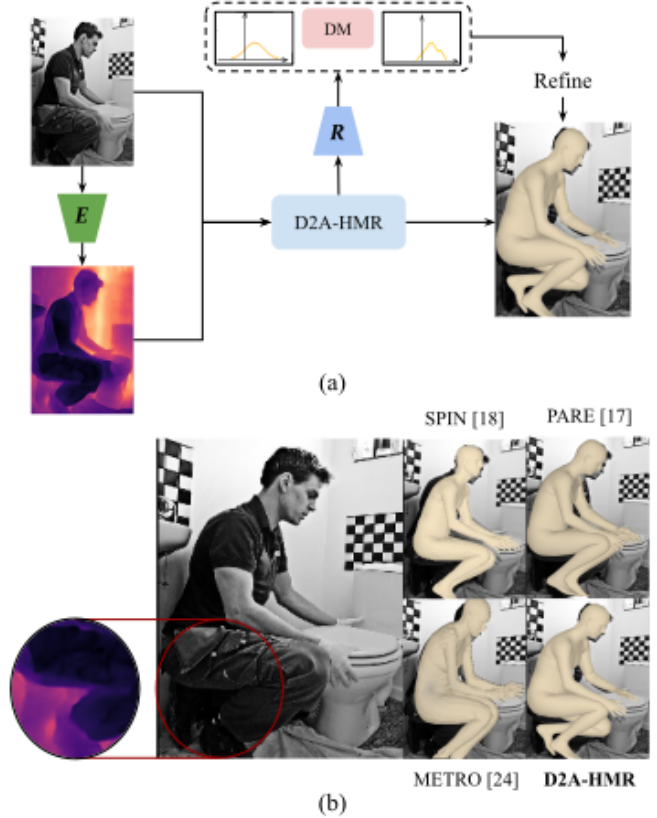 DM
Refine
R
E
D2A-HMR
(a)
SPIN [18] PARE [17]
METRO [24] D2A-HMR
(b)